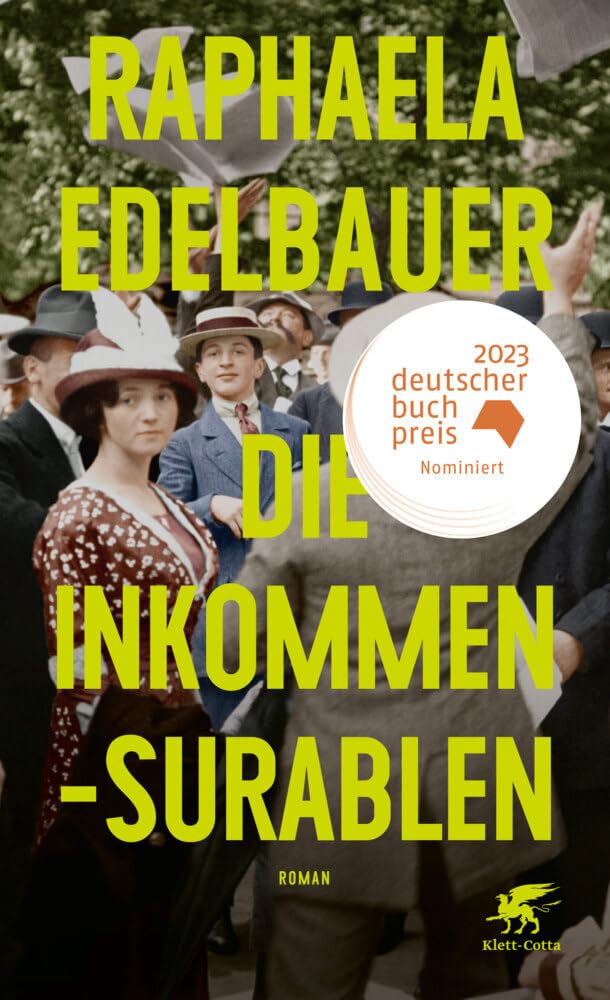 RAPHAELA
EDELBAUER
2023
deutscher
buch
preis
Nominiert
DIE
INKOMMEN
-SURABLEN
ROMAN
Klett-Cotta